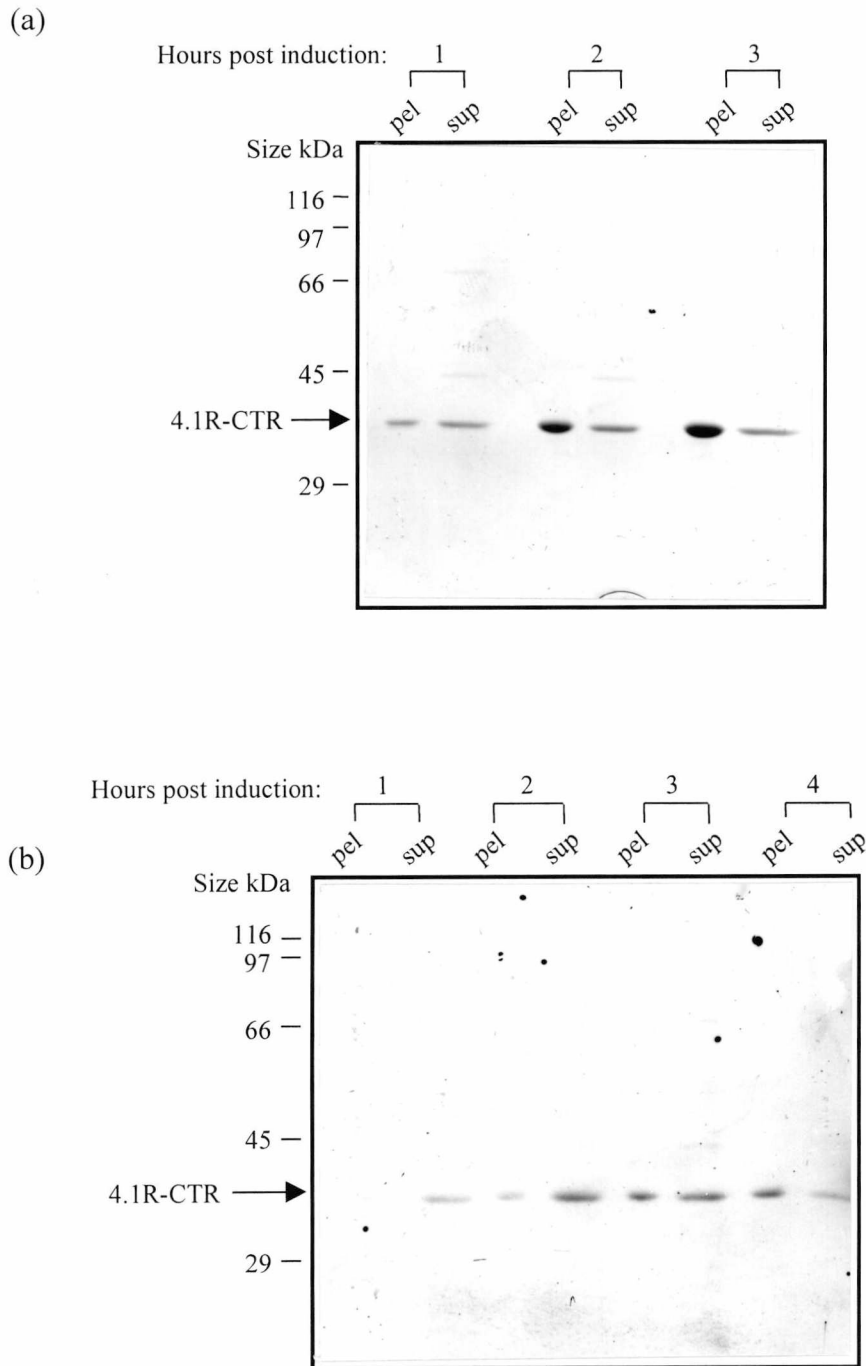 (a)
Hours post induction: 1 2 3
pel sup pel sup pel sup
Size kDa
116
97
66
45
4.1R-CTR
29
Hours post induction: 1 2 3 4
pel sup pel sup pel sup pel sup
(b)
Size kDa
116
97
66
45
4.1R-CTR
29